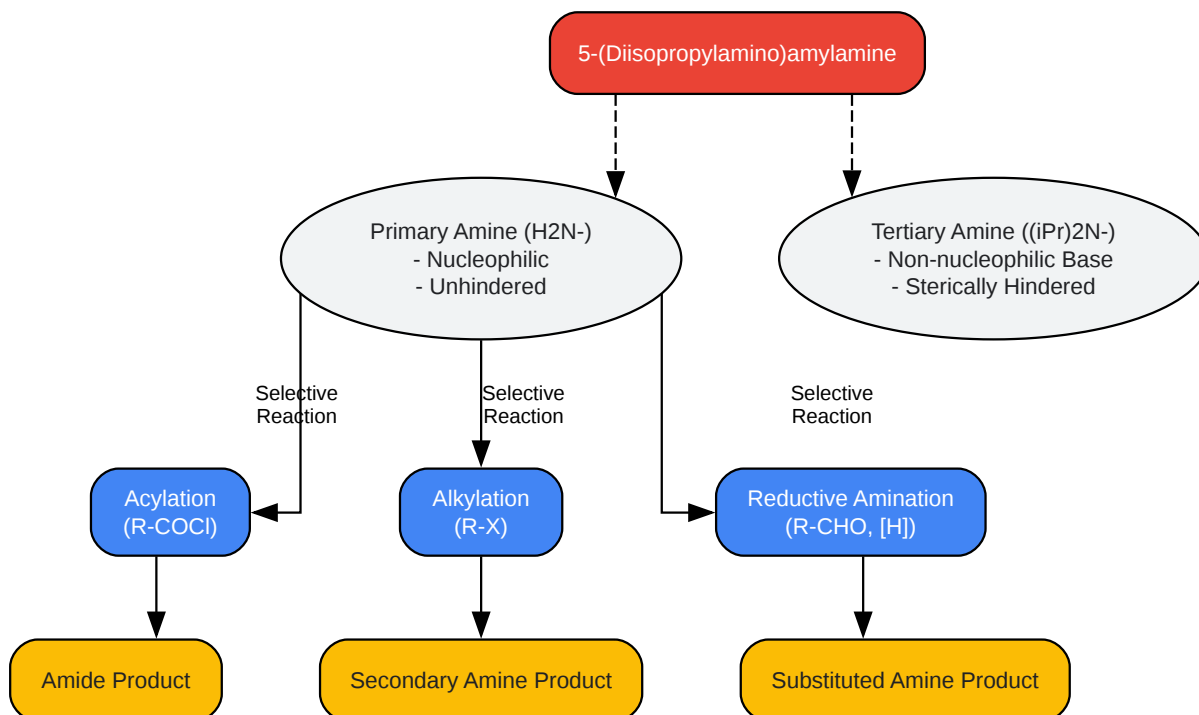 5-(Diisopropylamino)amylamine
Primary Amine (H2N-)
- Nucleophilic
- Unhindered
Tertiary Amine ((iPr)2N-)
- Non-nucleophilic Base
- Sterically Hindered
Selective
Reaction
Selective
Reaction
Selective
Reaction
Acylation
(R-COCl)
Alkylation
(R-X)
Reductive Amination
(R-CHO, [H])
Amide Product
Secondary Amine Product
Substituted Amine Product